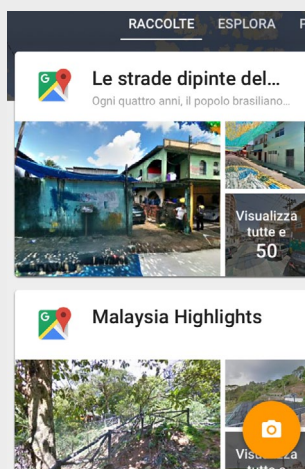 RACCOLTE ESPLORA
Le strade dipinte del...
Ogni quattro anni, il popolo brasiliano...
Visualizza
tutte e
50
Malaysia Highlights